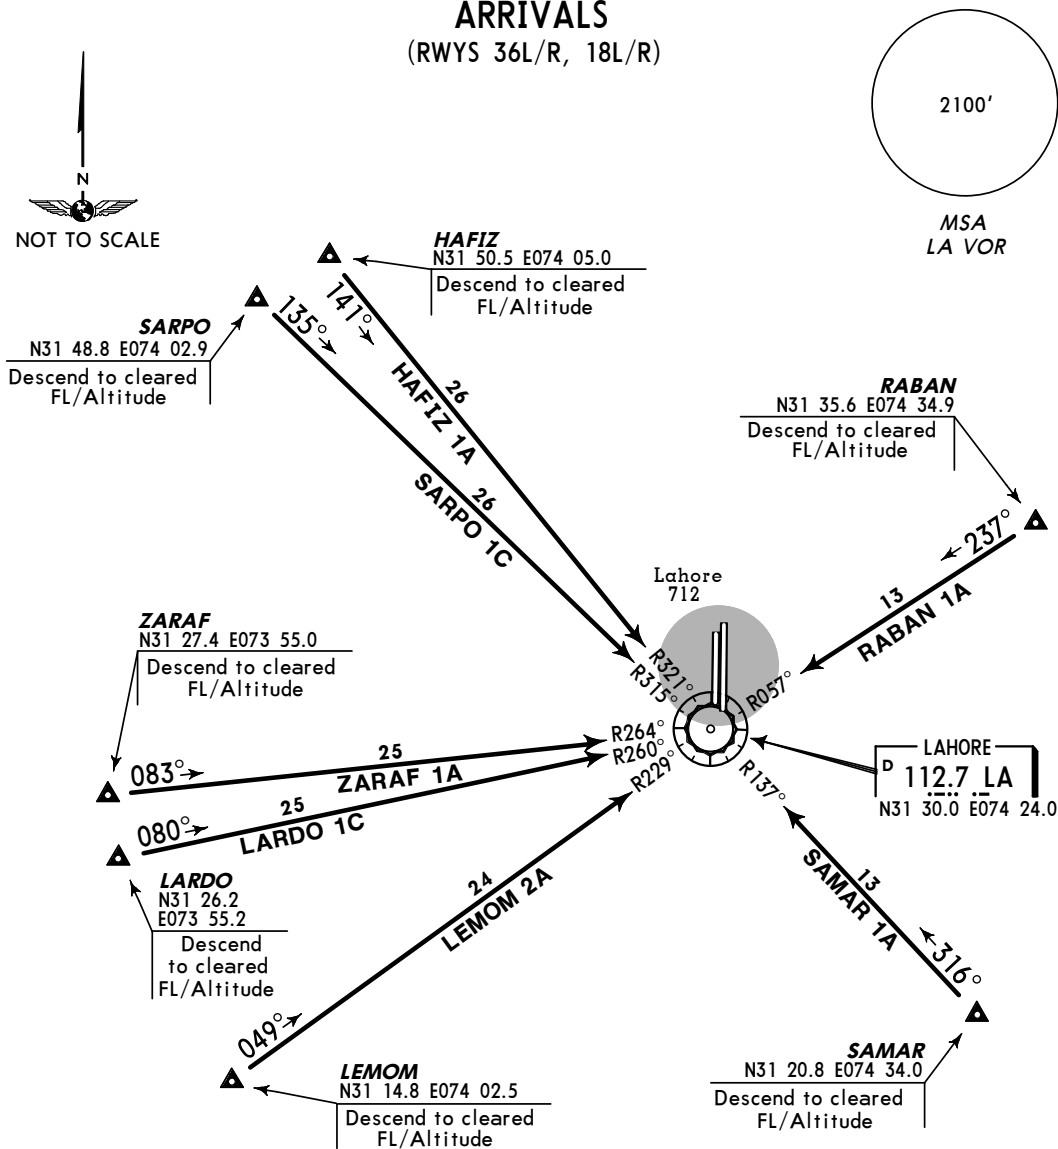 ARRIVALS
(RWYS 36L/R, 18L/R)
2100'
MSA
LA VOR
N
NOT TO SCALE
HAFIZ
N31 50.5 E074 05.0
Descend to cleared
FL/Altitude
SARPO
N31 48.8 E074 02.9
Descend to cleared
FL/Altitude
141°
135°
26
HAFIZ 1A
26
SARPO 1C
RABAN
N31 35.6 E074 34.9
Descend to cleared
FL/Altitude
237°
13
RABAN 1A
Lahore
712
ZARAF
N31 27.4 E073 55.0
Descend to cleared
FL/Altitude
R321°
R315°
R057°
R264°
R260°
R229°
R137°
083°
25
ZARAF 1A
080°
25
LARDO 1C
LAHORE
D
112.7 LA
N31 30.0 E074 24.0
LARDO
N31 26.2
E073 55.2
Descend
to cleared
FL/Altitude
24
LEMOM 2A
049°
13
SAMAR 1A
316°
LEMOM
N31 14.8 E074 02.5
Descend to cleared
FL/Altitude
SAMAR
N31 20.8 E074 34.0
Descend to cleared
FL/Altitude